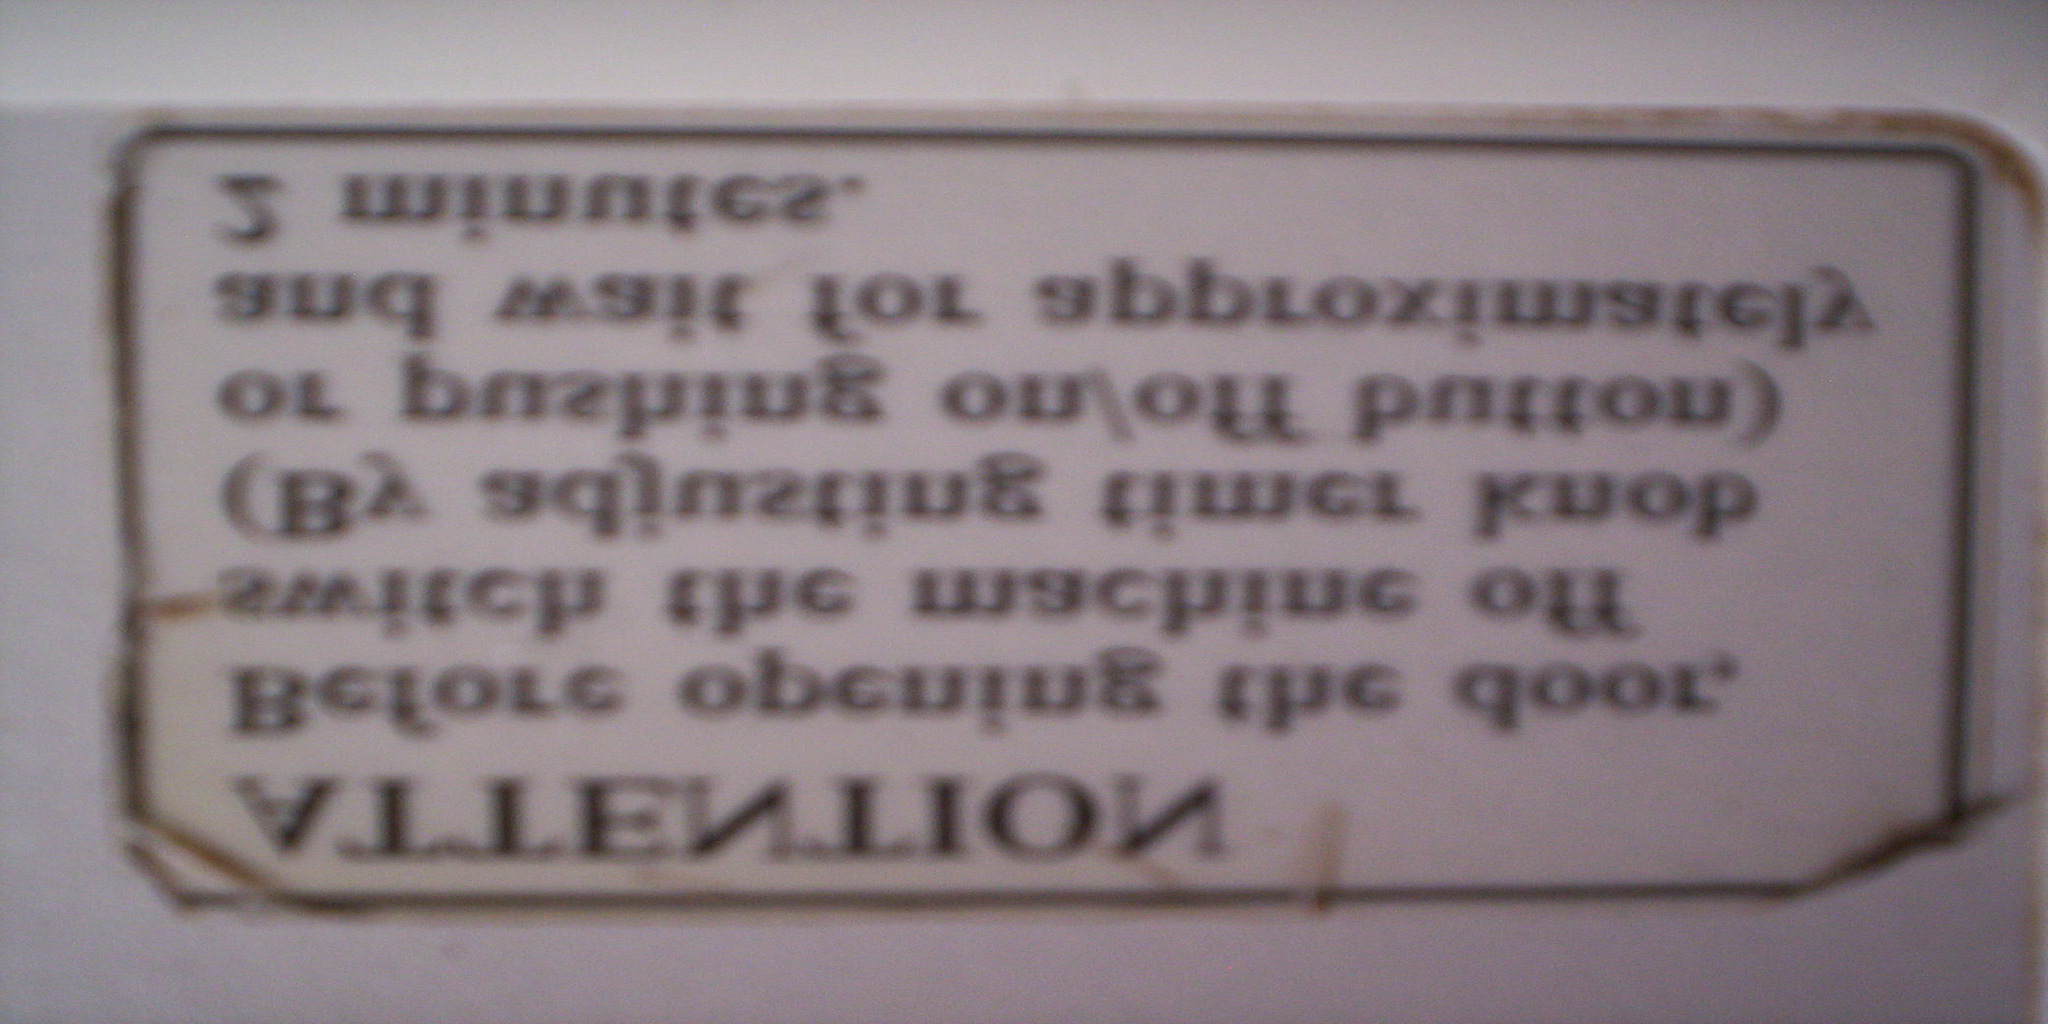 ATTENTION
Before opening the door,
switch the machine off
(By adjusting timer knob
or pushing on/off button)
and wait for approximately
2 minutes.